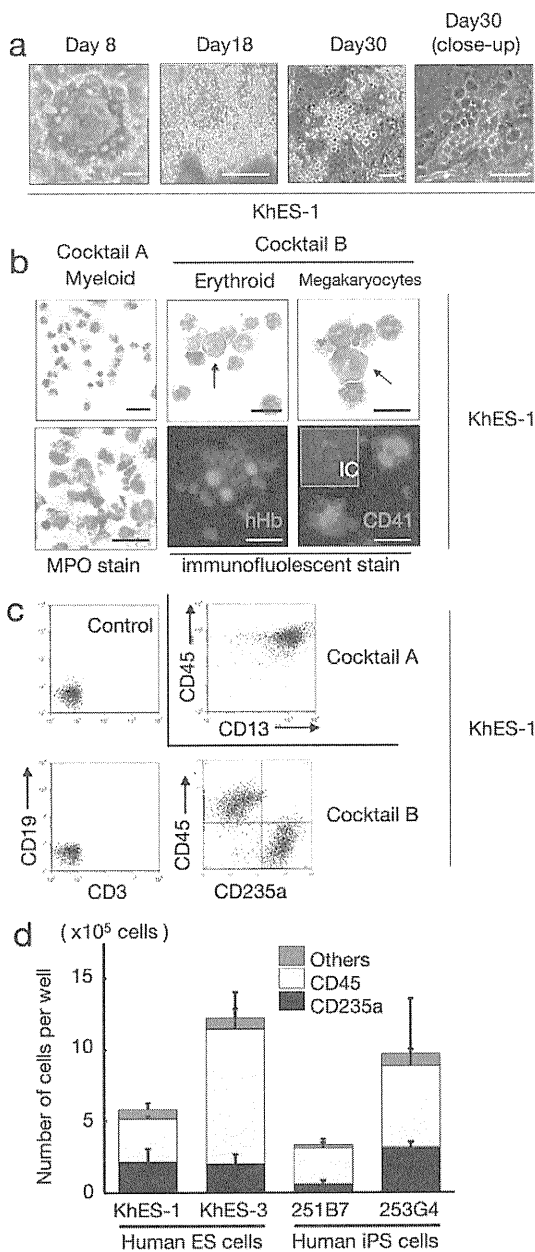 a
Day 8 Day18 Day30 Day30
(close-up)
KhES-1
b
Cocktail A Cocktail B
Myeloid Erythroid Megakaryocytes
KhES-1
hHb IC CD41
MPO stain immunofluolescent stain
c
Control
CD45
CD13
Cocktail A
KhES-1
CD19
CD3
CD45
CD235a
Cocktail B
d
(x10⁵ cells)
Number of cells per well
15
10
5
0
Others
CD45
CD235a
KhES-1 KhES-3 251B7 253G4
Human ES cells Human iPS cells